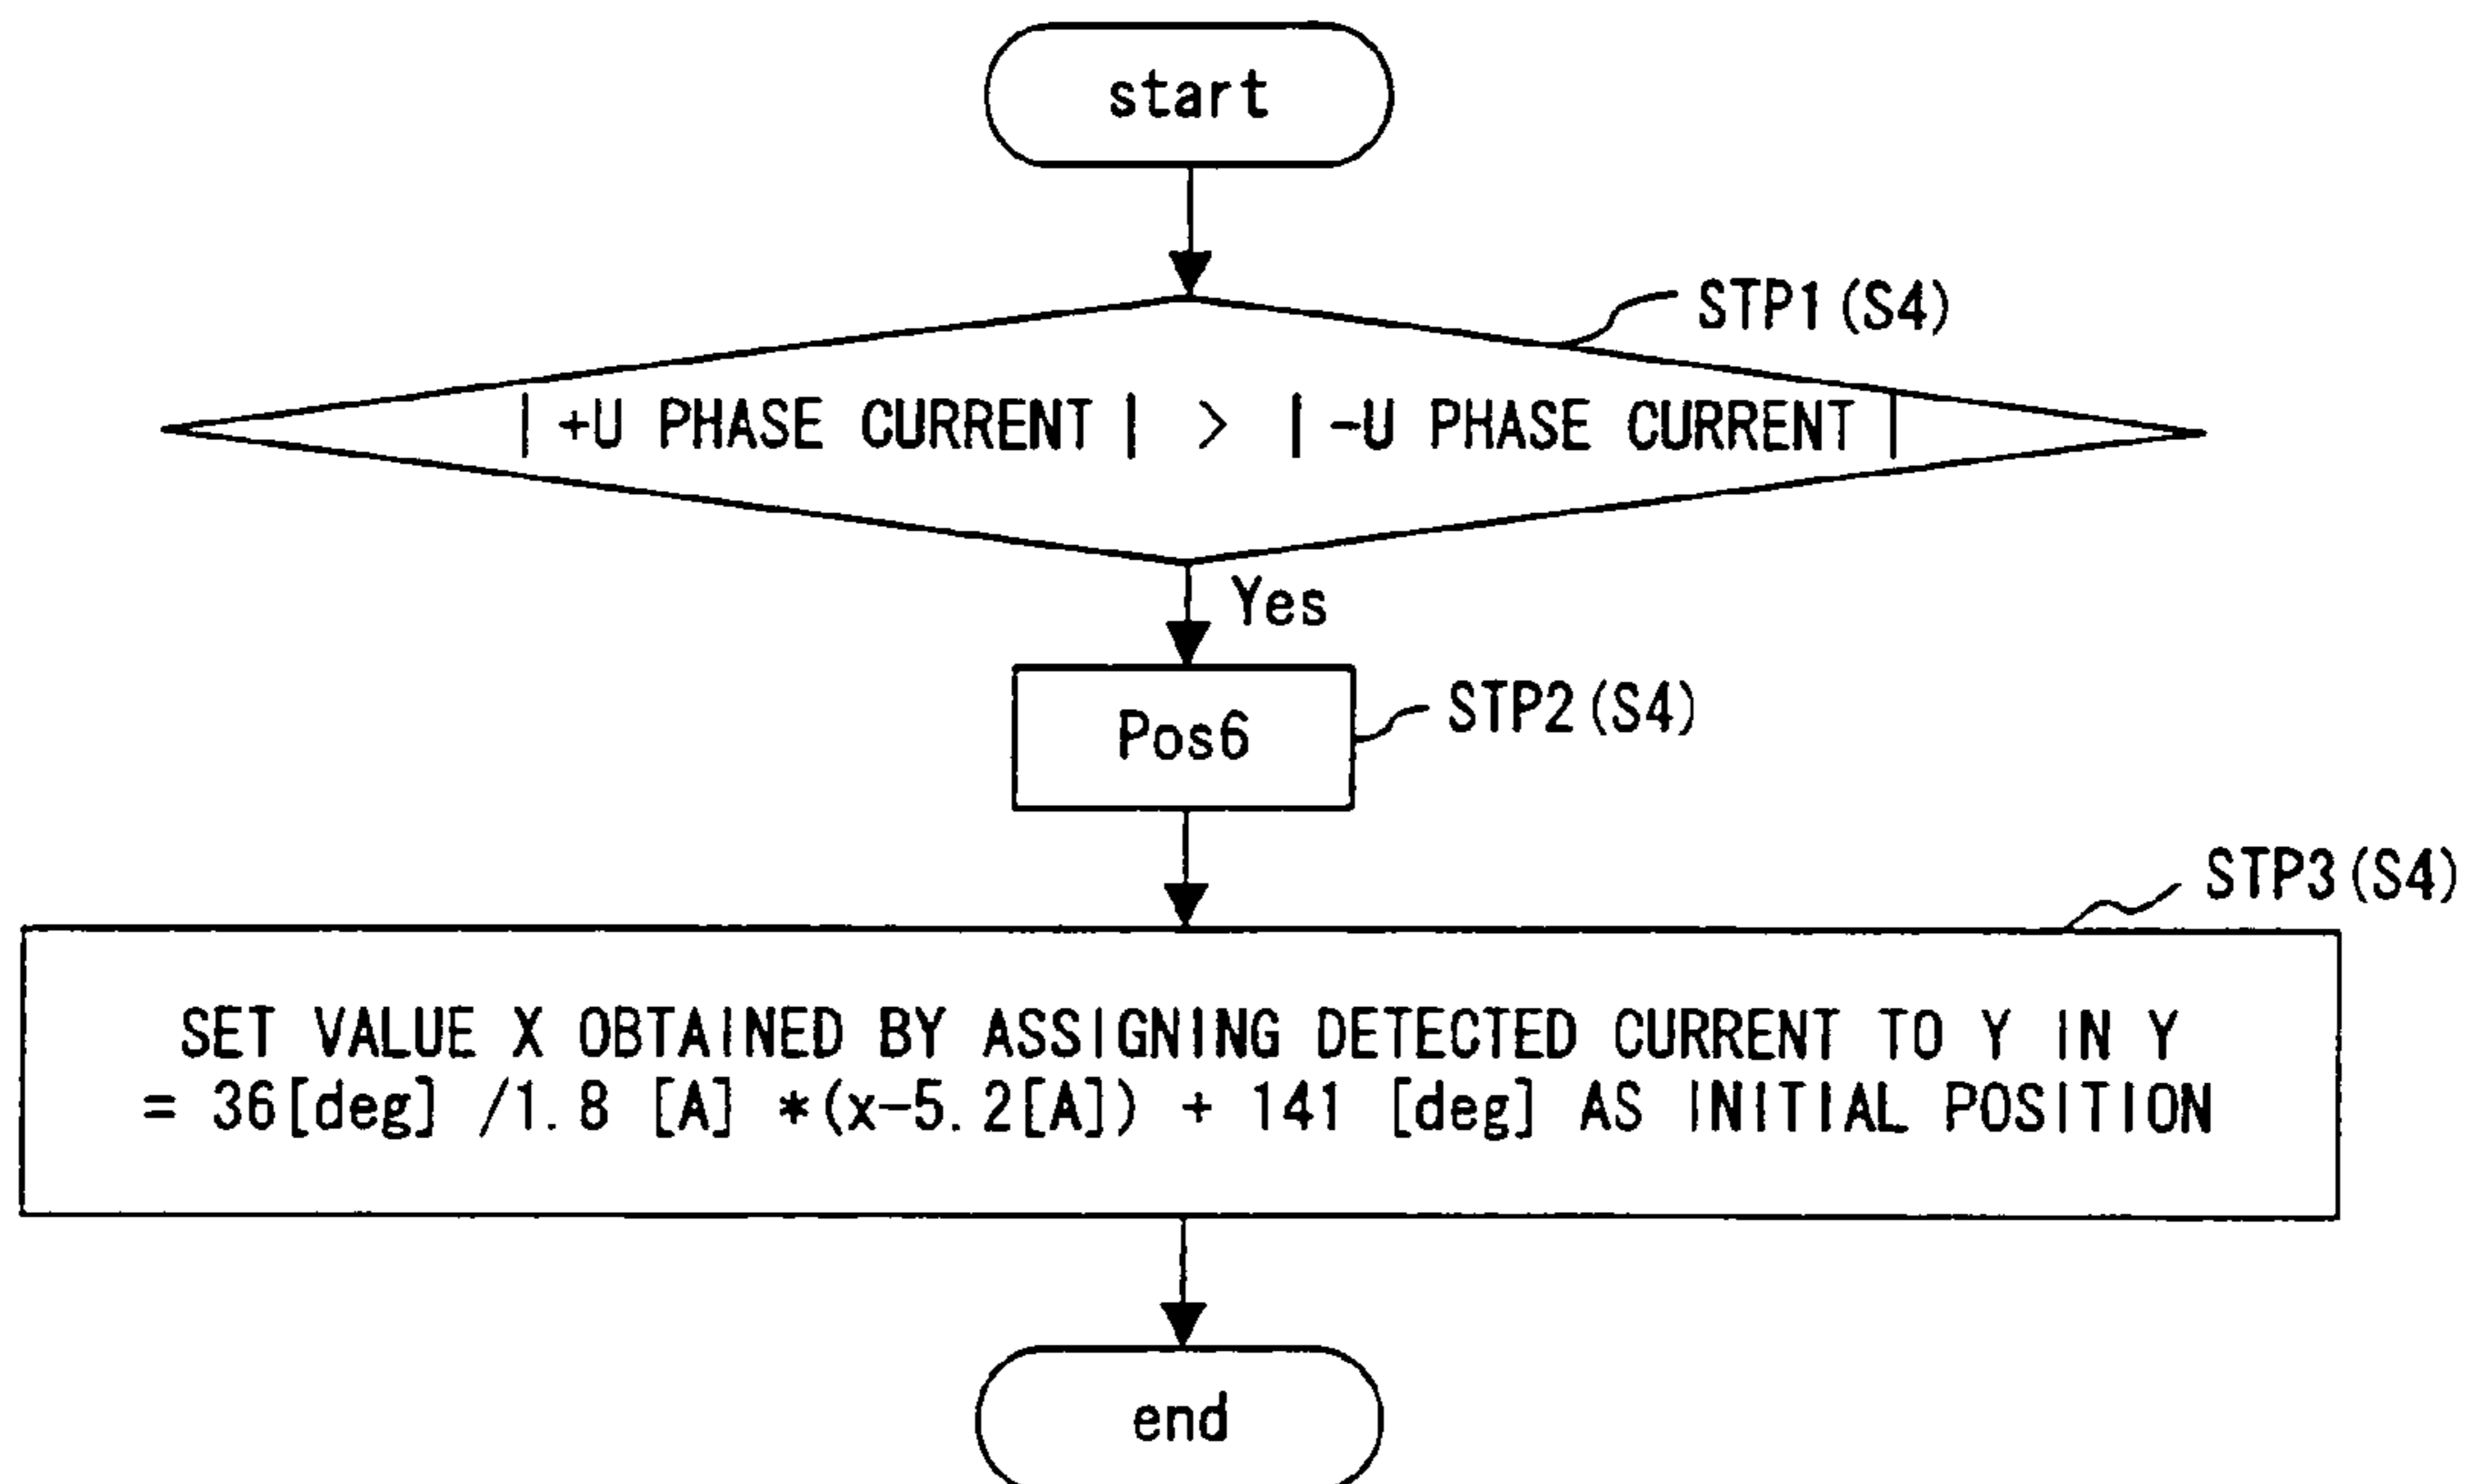 start
STP1(S4)
|+U PHASE CURRENT| > |-U PHASE CURRENT|
Yes
Pos6
STP2(S4)
STP3(S4)
SET VALUE X OBTAINED BY ASSIGNING DETECTED CURRENT TO Y IN Y
= 36[deg] /1.8 [A] *(x-5.2[A]) + 141 [deg] AS INITIAL POSITION
end